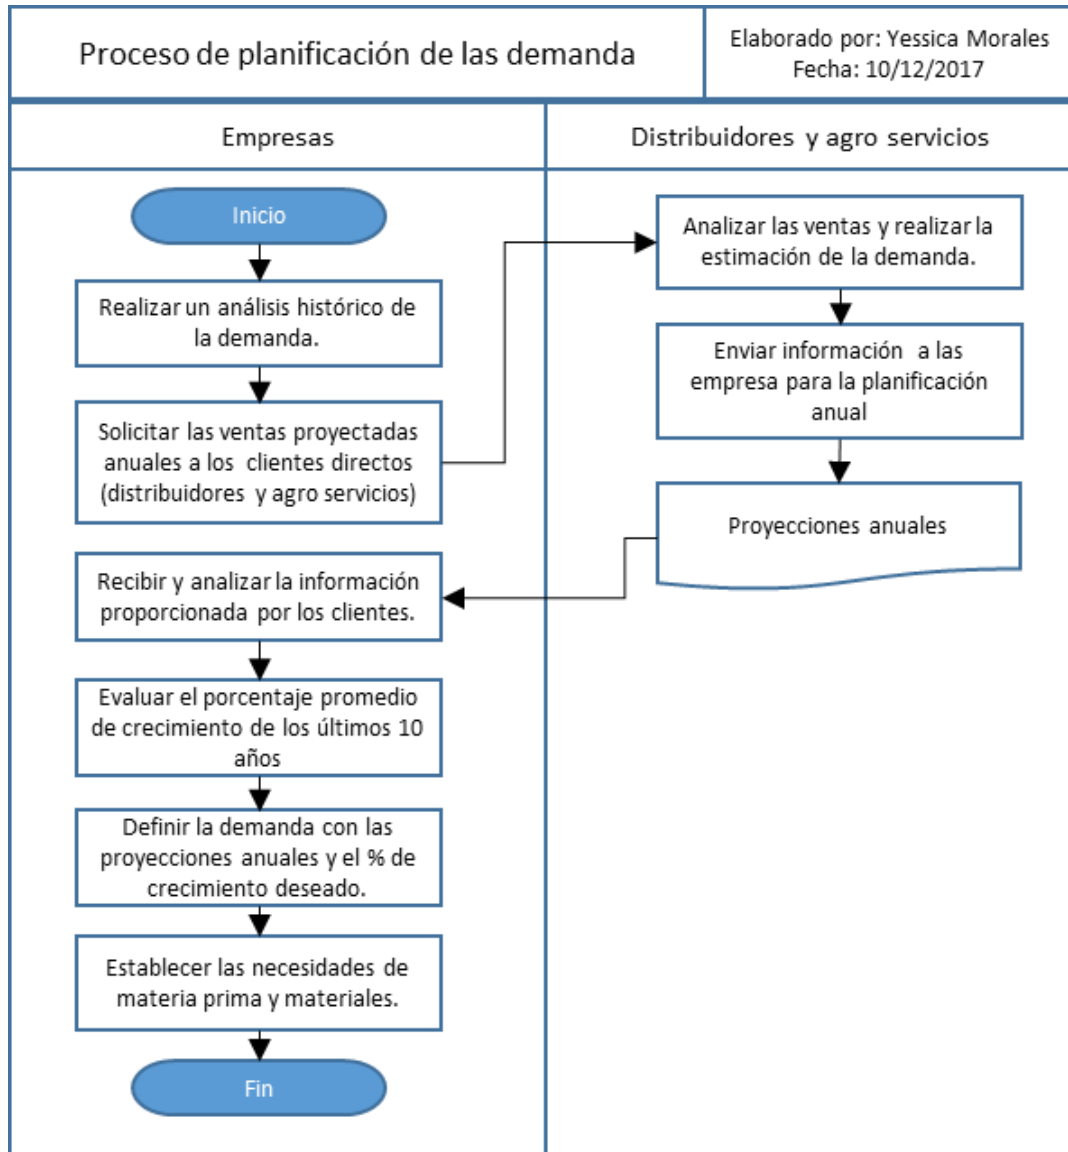 Proceso de planificación de las demanda
Elaborado por: Yessica Morales
Fecha: 10/12/2017
Empresas
Distribuidores y agro servicios
Inicio
Realizar un análisis histórico de
la demanda.
Solicitar las ventas proyectadas
anuales a los clientes directos
(distribuidores y agro servicios)
Analizar las ventas y realizar la
estimación de la demanda.
Enviar información a las
empresa para la planificación
anual
Proyecciones anuales
Recibir y analizar la información
proporcionada por los clientes.
Evaluar el porcentaje promedio
de crecimiento de los últimos 10
años
Definir la demanda con las
proyecciones anuales y el % de
crecimiento deseado.
Establecer las necesidades de
materia prima y materiales.
Fin